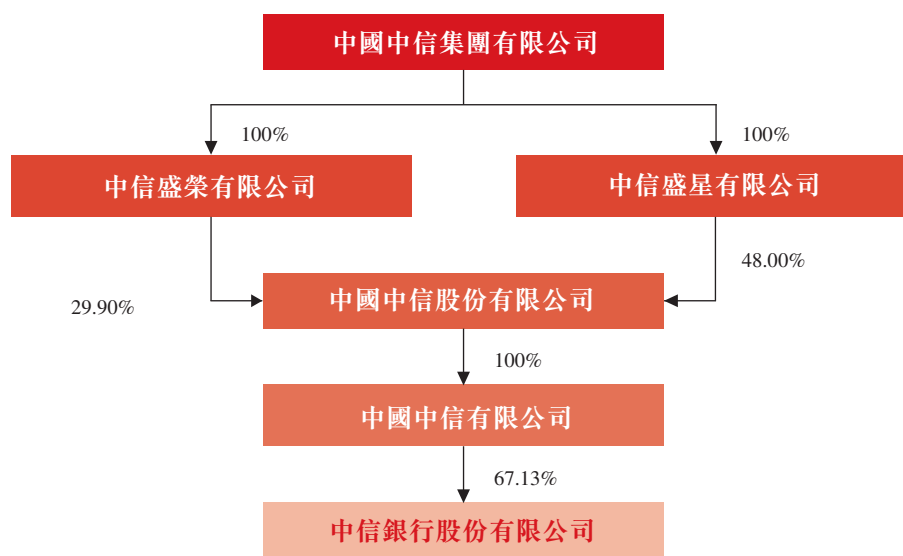 中國中信集團有限公司
100%
100%
中信盛榮有限公司
中信盛星有限公司
48.00%
29.90%
中國中信股份有限公司
100%
中國中信有限公司
67.13%
中信銀行股份有限公司